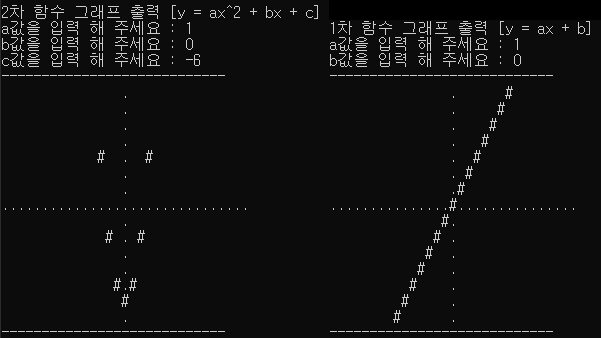 2차 함수 그래프 출력 [y = ax^2 + bx + c]
a값을 입력 해 주세요 : 1
b값을 입력 해 주세요 : 0
c값을 입력 해 주세요 : -6
1차 함수 그래프 출력 [y = ax + b]
a값을 입력 해 주세요 : 1
b값을 입력 해 주세요 : 0